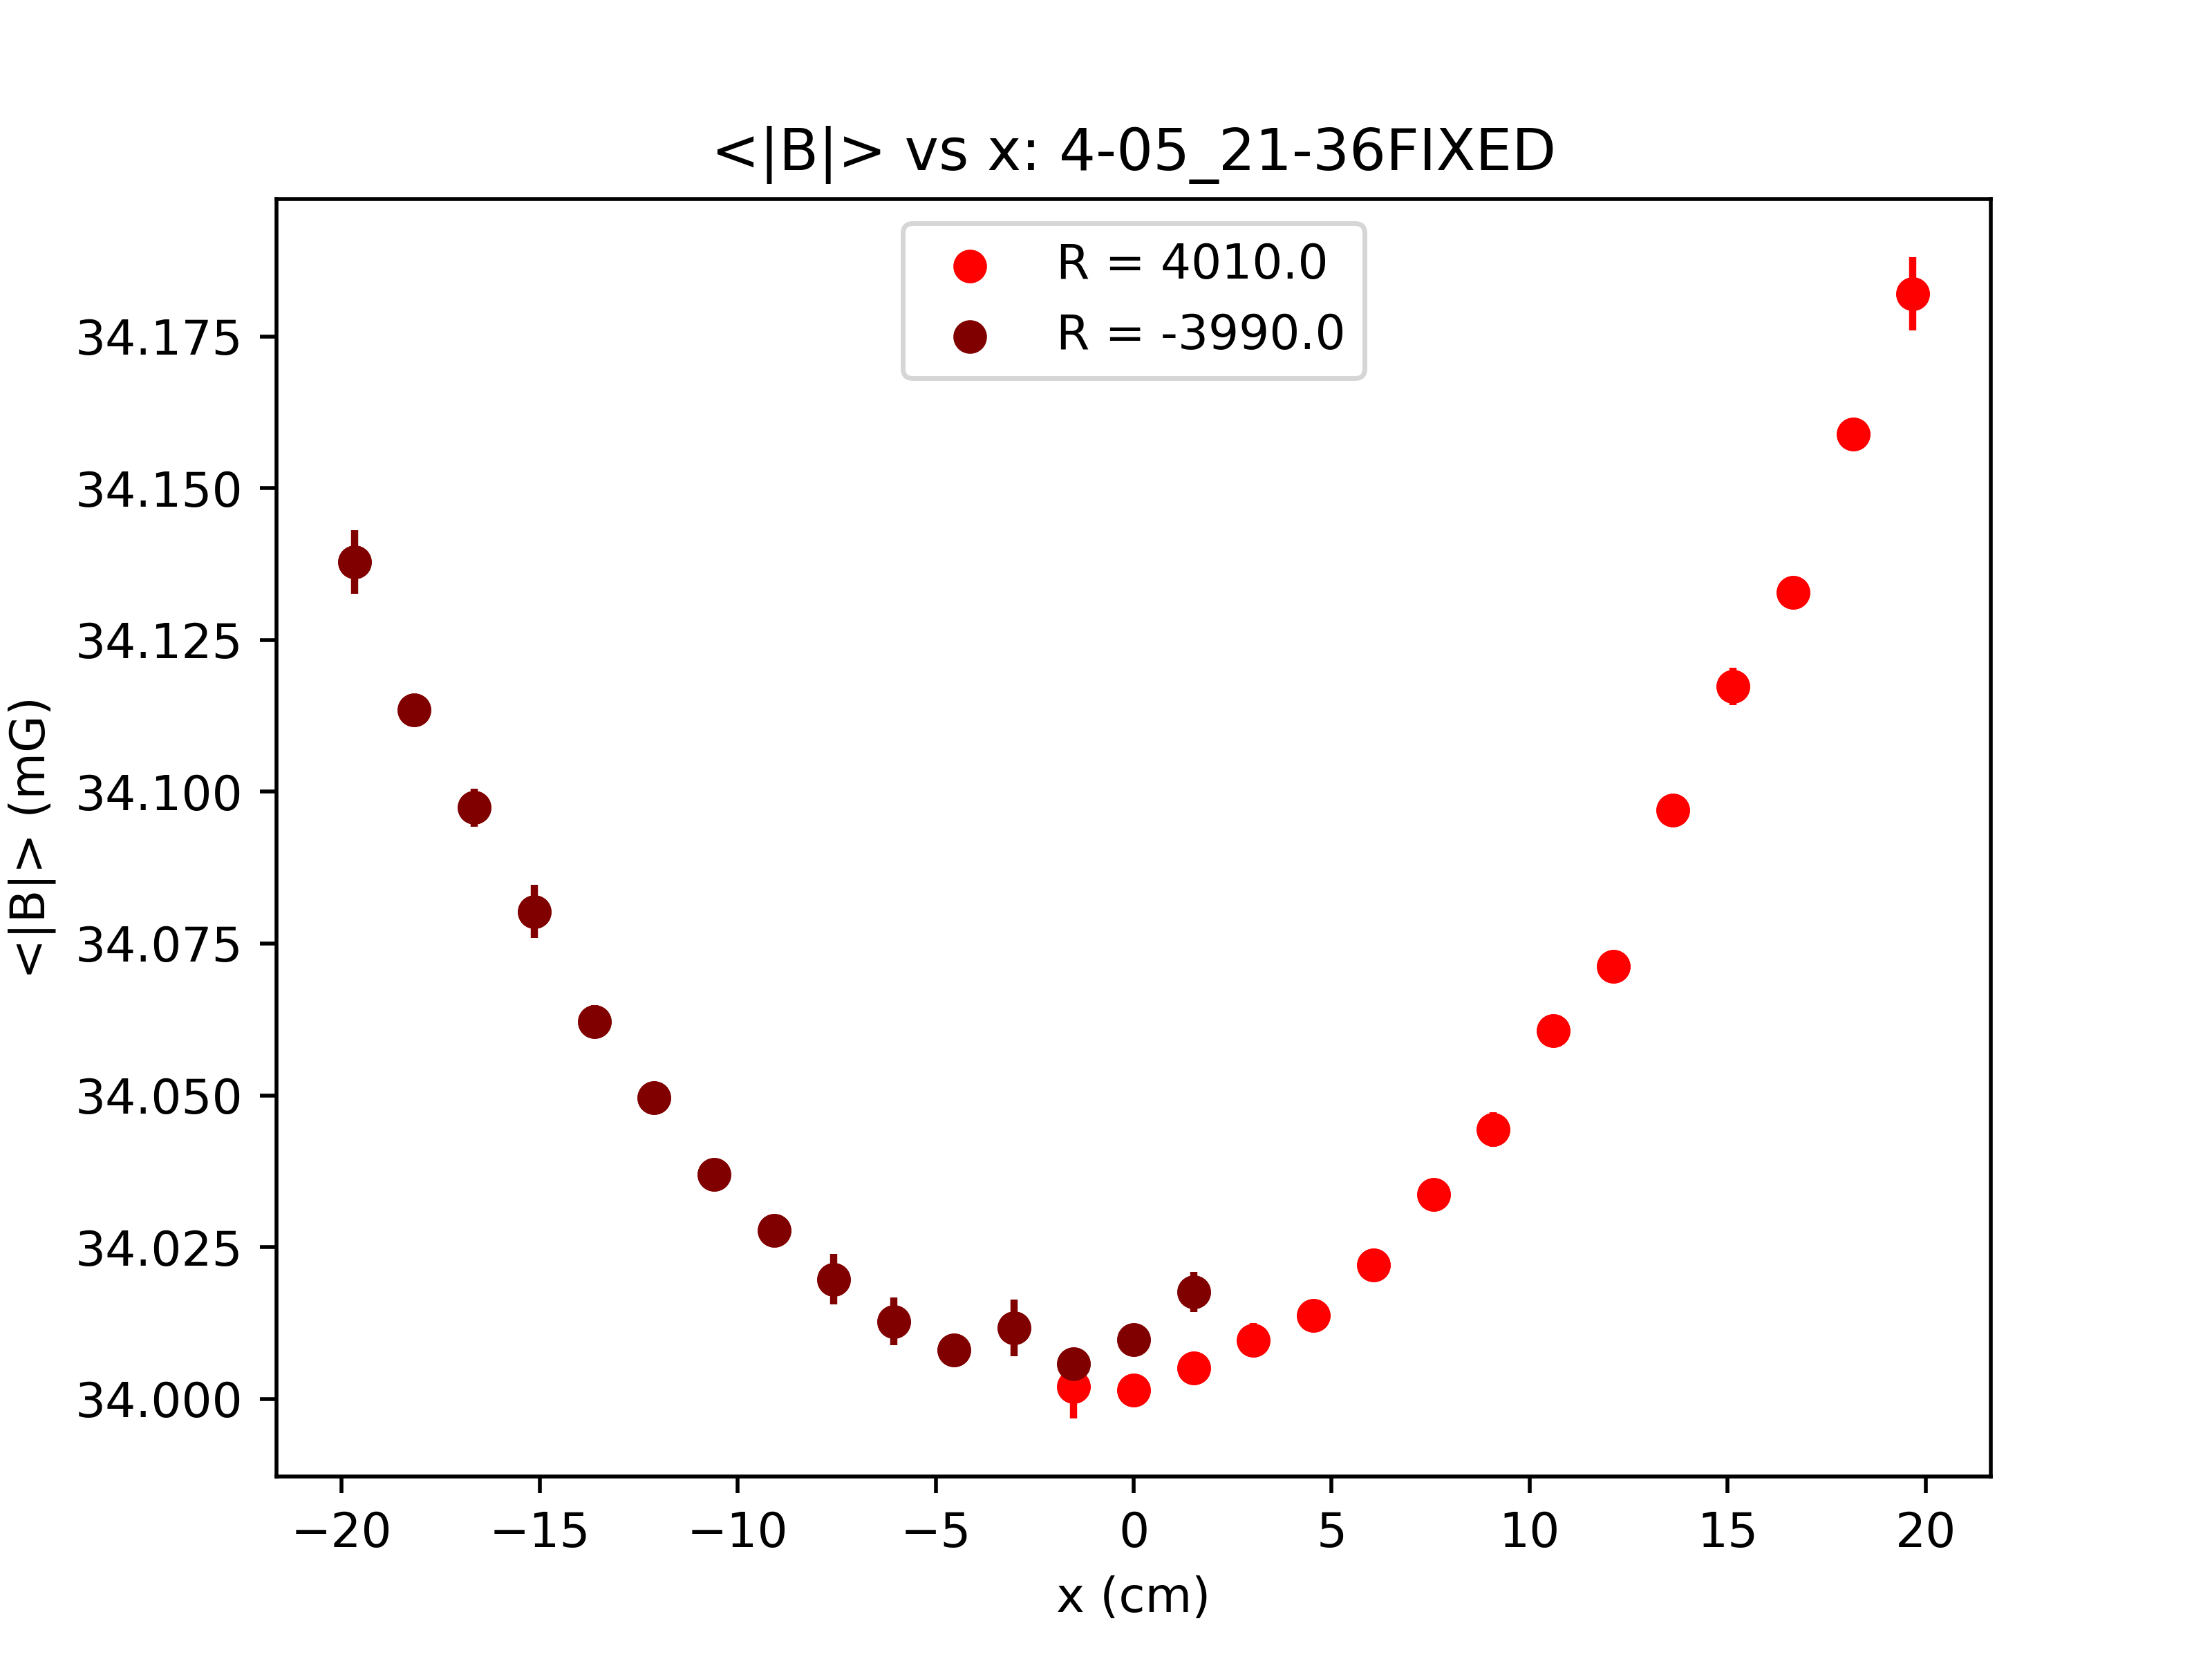 <|B|> vs x: 4-05_21-36FIXED
R = 4010.0
R = -3990.0
34.175
34.150
34.125
34.100
34.075
34.050
34.025
34.000
<|B|> (mG)
−20 −15 −10 −5 0 5 10 15 20
x (cm)